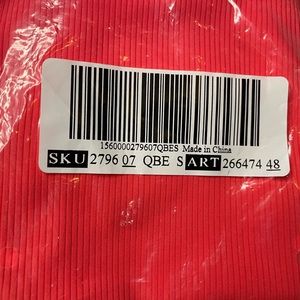 1560000279607QBES Made in China
SKU 2796 07 QBE S ART 266474 48